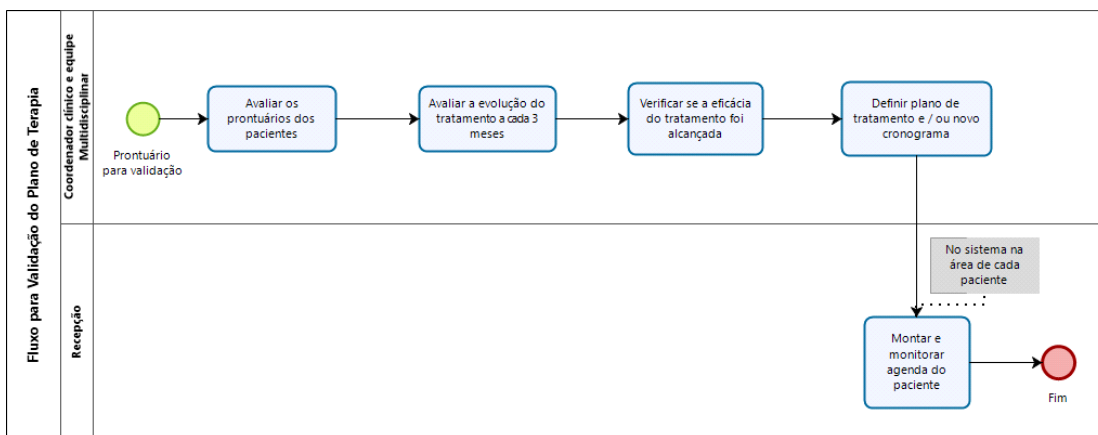 Fluxo para Validação do Plano de Terapia
Coordenador clínico e equipe
Multidisciplinar
Prontuário
para validação
Avaliar os
prontuários dos
pacientes
Avaliar a evolução do
tratamento a cada 3
meses
Verificar se a eficácia
do tratamento foi
alcançada
Definir plano de
tratamento e / ou novo
cronograma
Recepção
No sistema na
área de cada
paciente
Montar e
monitorar
agenda do
paciente
Fim